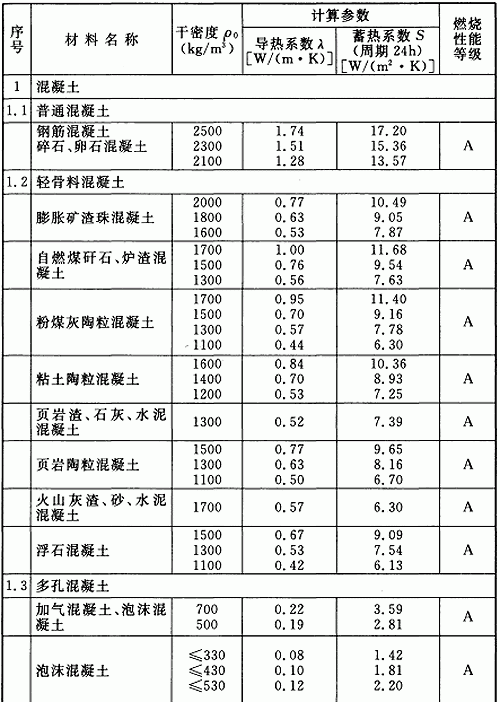 序号 材料名称 干密度 ρ₀ (kg/m³) 计算参数 燃烧性能等级
导热系数 λ [W/(m·K)] 蓄热系数 S (周期 24h) [W/(m²·K)]
1 混凝土
1.1 普通混凝土
钢筋混凝土 2500 1.74 17.20
碎石、卵石混凝土 2300 1.51 15.36 A
2100 1.28 13.57
1.2 轻骨料混凝土
2000 0.77 10.49
膨胀矿渣珠混凝土 1800 0.63 9.05 A
1600 0.53 7.87
自燃煤矸石、炉渣混 1700 1.00 11.68
凝土 1500 0.76 9.54 A
1300 0.56 7.63
1700 0.95 11.40
粉煤灰陶粒混凝土 1500 0.70 9.16 A
1300 0.57 7.78
1100 0.44 6.30
1600 0.84 10.36
粘土陶粒混凝土 1400 0.70 8.93 A
1200 0.53 7.25
页岩渣、石灰、水泥
混凝土 1300 0.52 7.39 A
1500 0.77 9.65
页岩陶粒混凝土 1300 0.63 8.16 A
1100 0.50 6.70
火山灰渣、砂、水泥
混凝土 1700 0.57 6.30 A
1500 0.67 9.09
浮石混凝土 1300 0.53 7.54 A
1100 0.42 6.13
1.3 多孔混凝土
加气混凝土、泡沫混 700 0.22 3.59 A
凝土 500 0.19 2.81
≤330 0.08 1.42
泡沫混凝土 ≤430 0.10 1.81 A
≤530 0.12 2.20